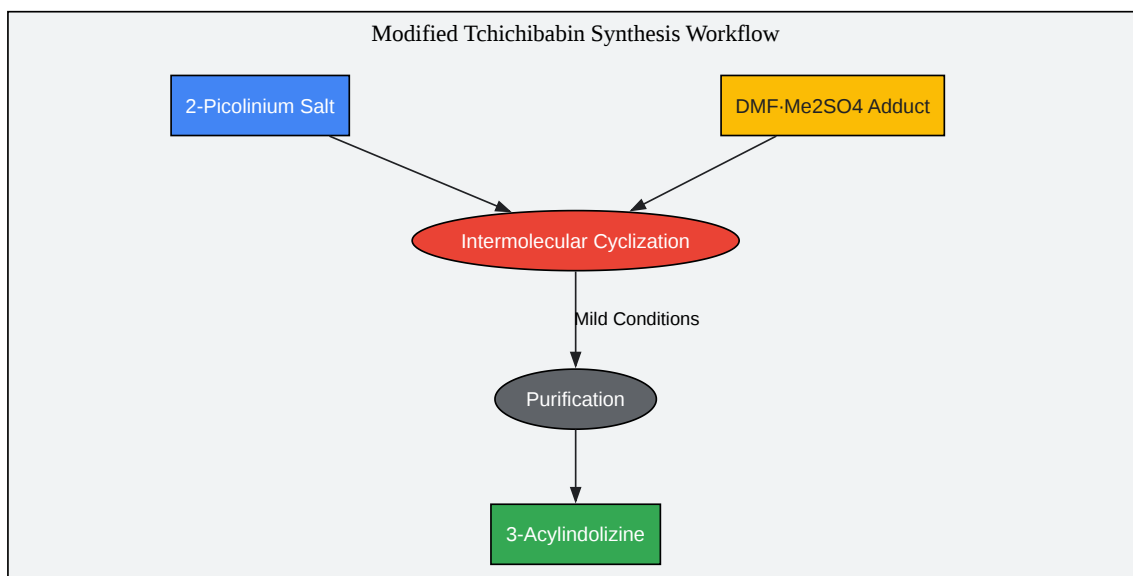 Modified Tchichibabin Synthesis Workflow
2-Picolinium Salt
DMF·Me2SO4 Adduct
Intermolecular Cyclization
Mild Conditions
Purification
3-Acylindolizine